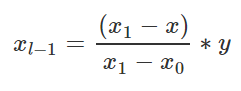 x_{l-1} = \frac{(x_1 - x)}{x_1 - x_0} * y